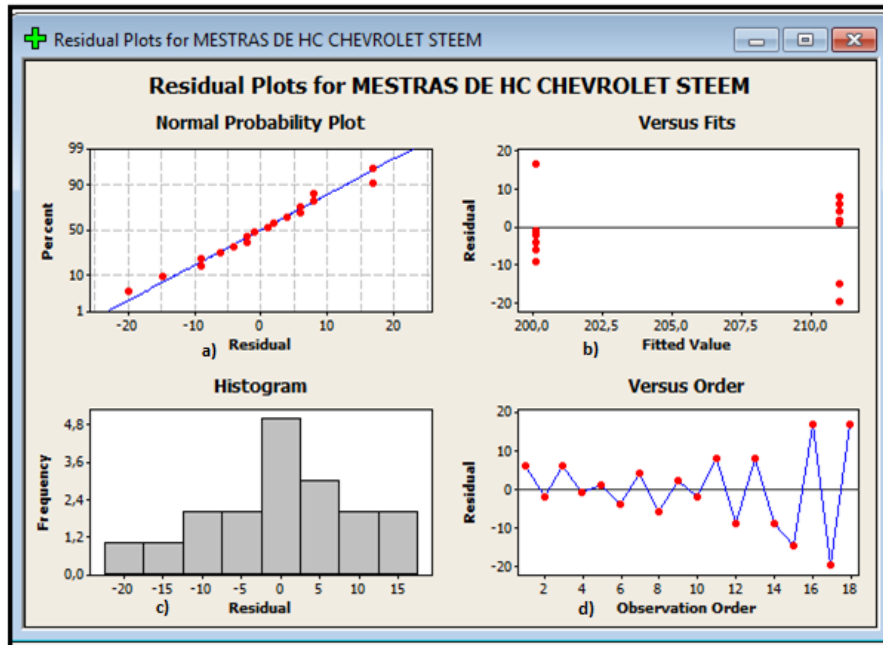 Residual Plots for MESTRAS DE HC CHEVROLET STEEM
Residual Plots for MESTRAS DE HC CHEVROLET STEEM
Normal Probability Plot
99
90
50
10
1
Percent
-20 -10 0 10 20
a) Residual
Versus Fits
20
10
0
-10
-20
Residual
200,0 202,5 205,0 207,5 210,0
b) Fitted Value
Histogram
4,8
3,6
2,4
1,2
0,0
Frequency
-20 -15 -10 -5 0 5 10 15
c) Residual
Versus Order
20
10
0
-10
-20
Residual
2 4 6 8 10 12 14 16 18
d) Observation Order